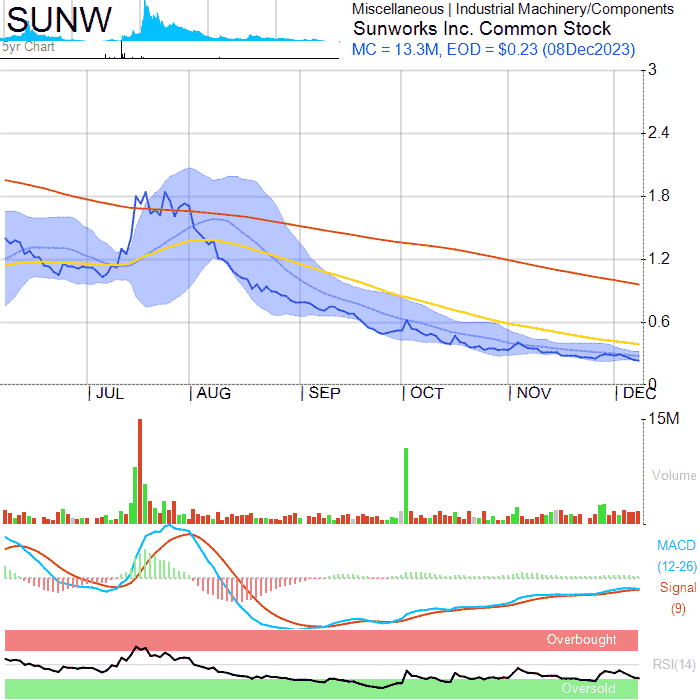 SUNW
5yr Chart
Miscellaneous | Industrial Machinery/Components
Sunworks Inc. Common Stock
MC = 13.3M, EOD = $0.23 (08Dec2023)
3
2.4
1.8
1.2
0.6
0
JUL AUG SEP OCT NOV DEC
15M
Volume
MACD
(12-26)
Signal
(9)
Overbought
RSI(14)
Oversold